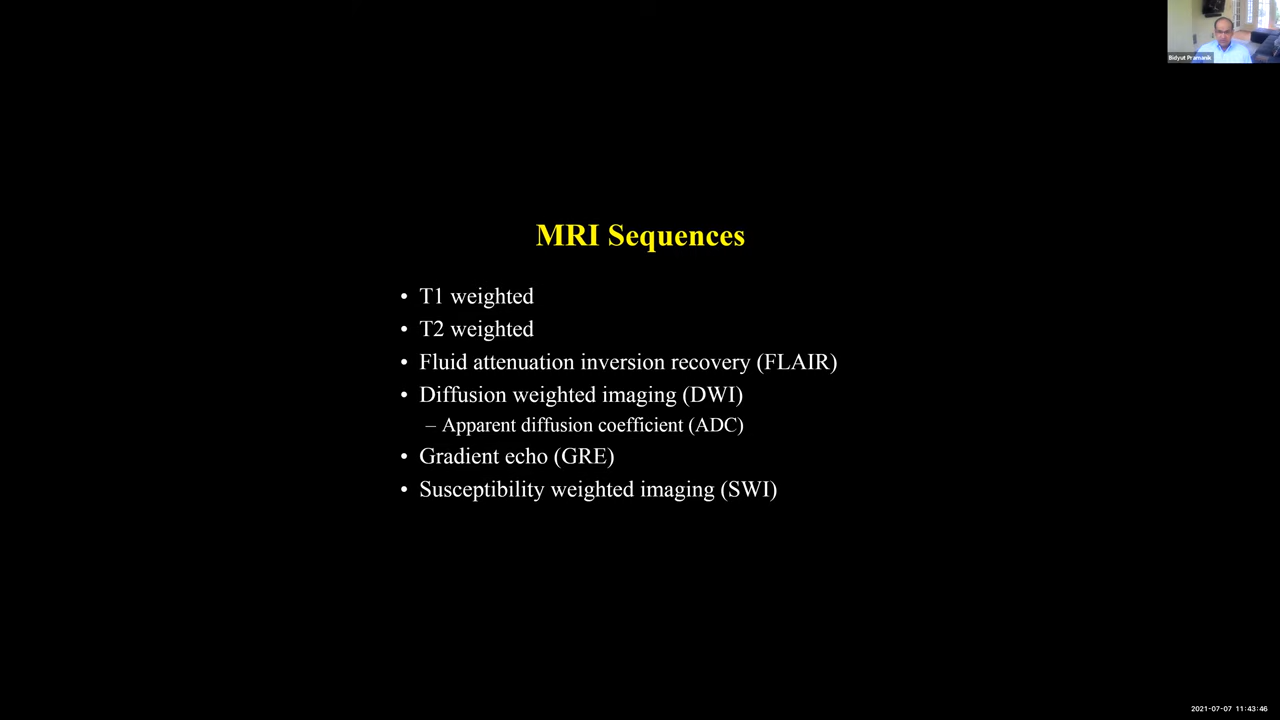 Bidyut Pramanik
MRI Sequences
• T1 weighted
• T2 weighted
• Fluid attenuation inversion recovery (FLAIR)
• Diffusion weighted imaging (DWI)
– Apparent diffusion coefficient (ADC)
• Gradient echo (GRE)
• Susceptibility weighted imaging (SWI)
2021-07-07 11:43:46